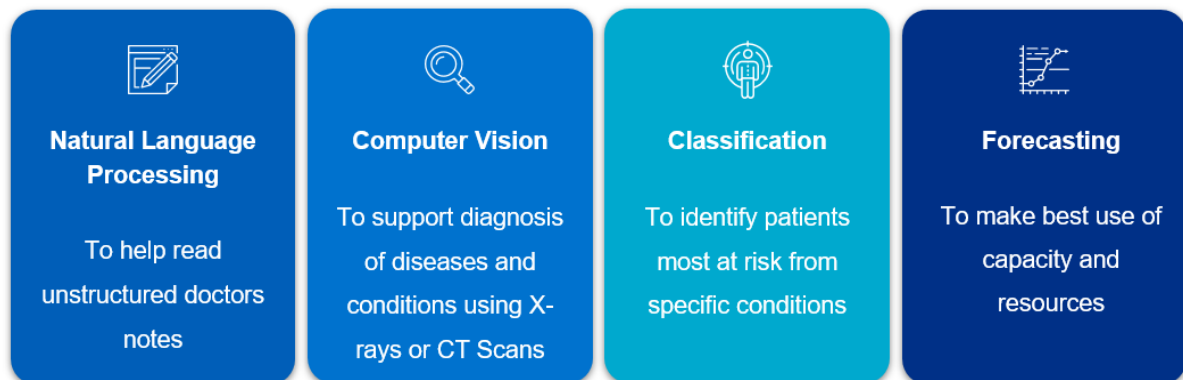 Natural Language
Processing
To help read
unstructured doctors
notes
Computer Vision
To support diagnosis
of diseases and
conditions using X-
rays or CT Scans
Classification
To identify patients
most at risk from
specific conditions
Forecasting
To make best use of
capacity and
resources